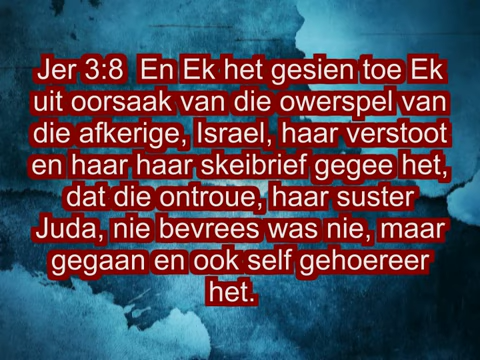 Jer 3:8  En Ek het gesien toe Ek
uit oorsaak van die owerspel van
die afkerige, Israel, haar verstoot
en haar haar skeibrief gegee het,
dat die ontroue, haar suster
Juda, nie bevrees was nie, maar
gegaan en ook self gehoereer
het.